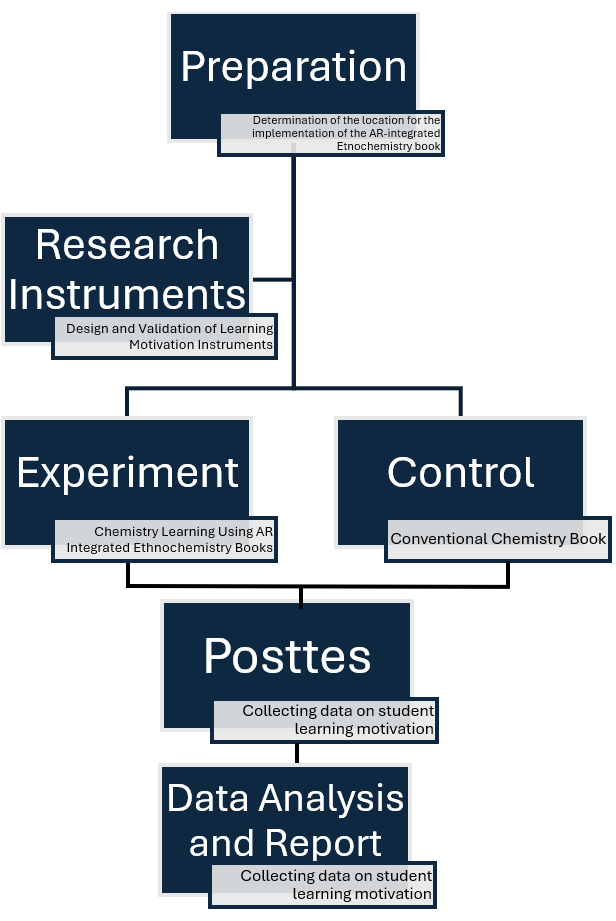 Preparation
Determination of the location for the
implementation of the AR-integrated
Etnochemistry book
Research
Instruments
Design and Validation of Learning
Motivation Instruments
Experiment
Chemistry Learning Using AR
Integrated Ethnochemistry Books
Control
Conventional Chemistry Book
Posttes
Collecting data on student
learning motivation
Data Analysis
and Report
Collecting data on student
learning motivation